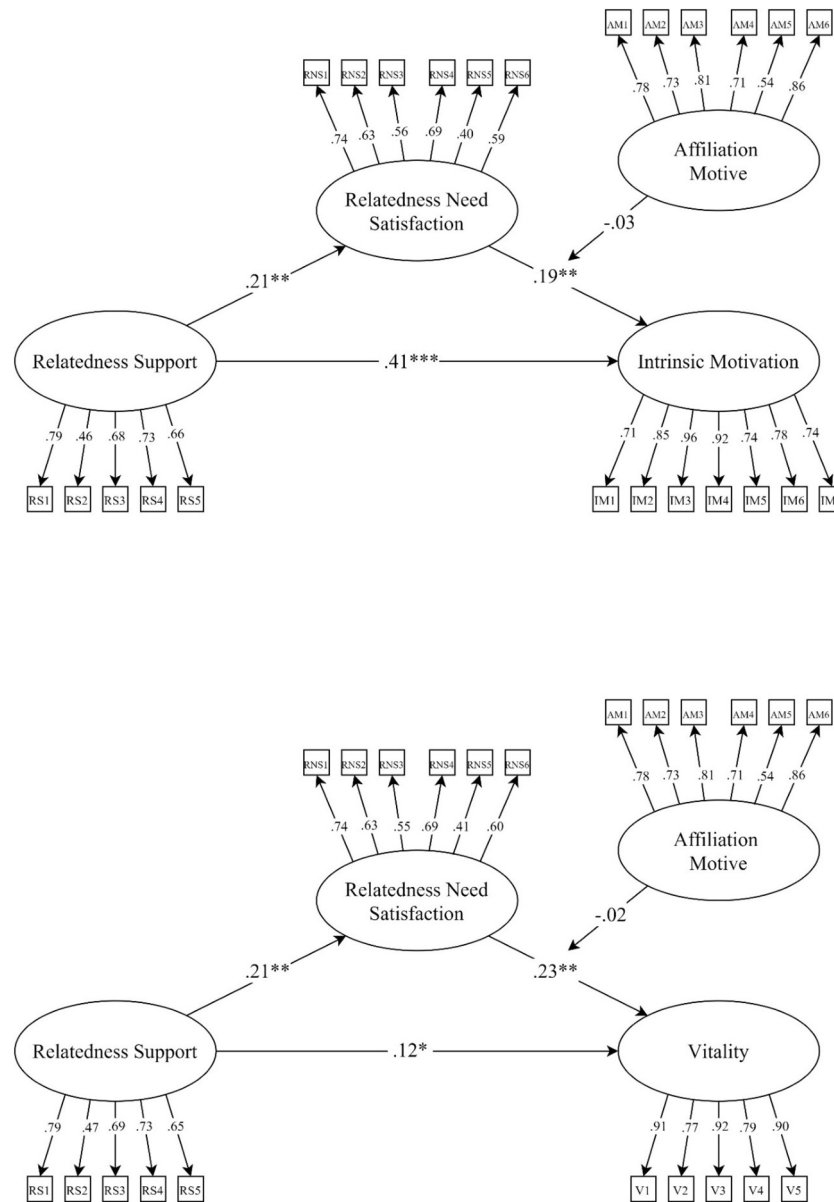 AM1 AM2 AM3 AM4 AM5 AM6
RNS1 RNS2 RNS3 RNS4 RNS5 RNS6
.78 .73 .81 .71 .54 .86
.74 .63 .56 .69 .40 .59
Affiliation
Motive
Relatedness Need
Satisfaction
-.03
.21**
.19**
Relatedness Support
.41***
Intrinsic Motivation
.79 .46 .68 .73 .66
.71 .85 .96 .92 .74 .78 .74
RS1 RS2 RS3 RS4 RS5
IM1 IM2 IM3 IM4 IM5 IM6 IM
AM1 AM2 AM3 AM4 AM5 AM6
RNS1 RNS2 RNS3 RNS4 RNS5 RNS6
.78 .73 .81 .71 .54 .86
.74 .63 .55 .69 .41 .60
Affiliation
Motive
Relatedness Need
Satisfaction
-.02
.21**
.23**
Relatedness Support
.12*
Vitality
.79 .47 .69 .73 .65
.91 .77 .92 .79 .90
RS1 RS2 RS3 RS4 RS5
V1 V2 V3 V4 V5